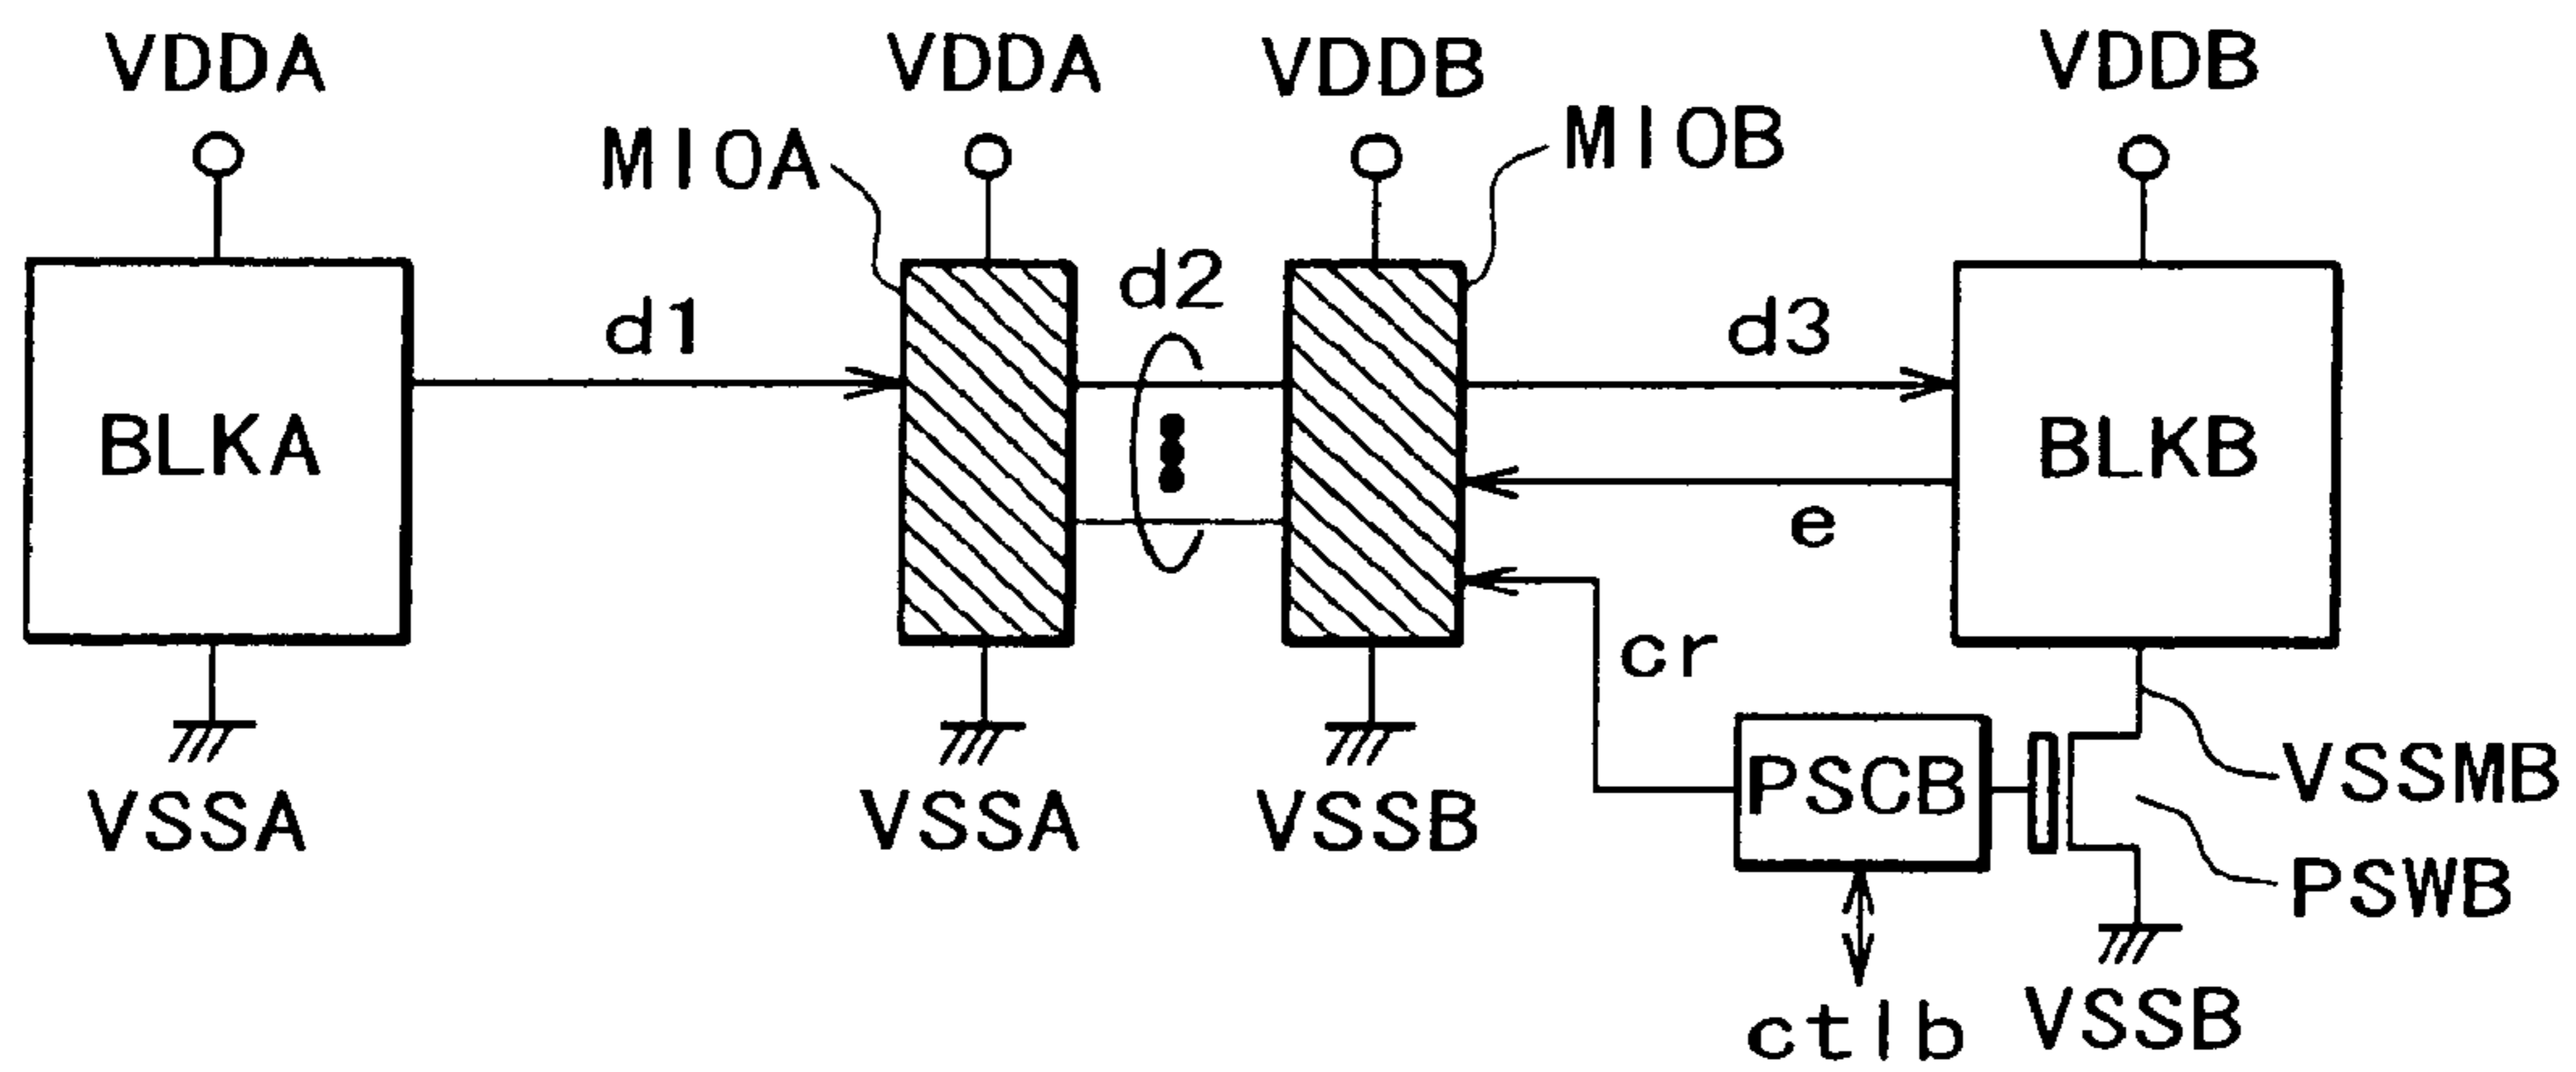 VDDA
VDDA
VDDB
VDDB
MIOA
MIOB
d1
d2
d3
BLKA
BLKB
e
cr
PSCB
VSSMB
VSSA
VSSA
VSSB
PSWB
ctlb
VSSB